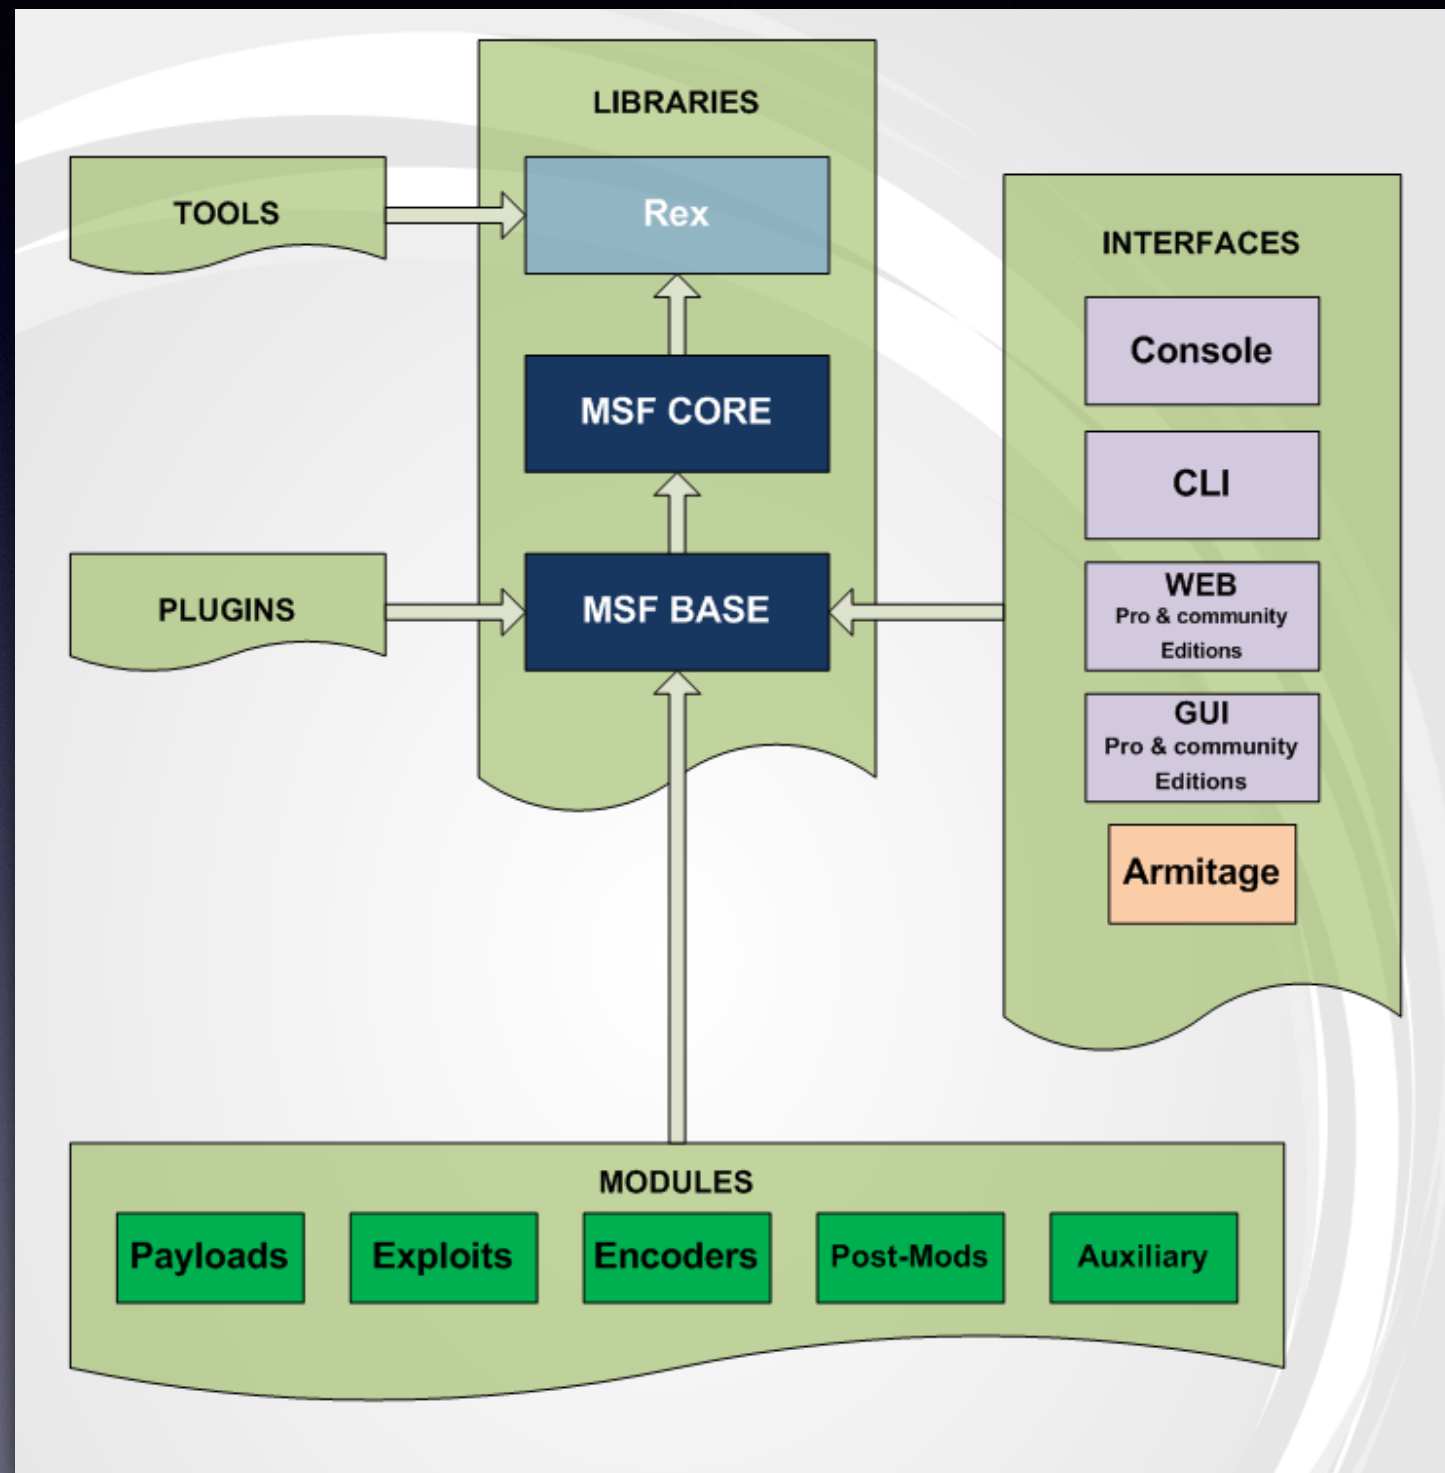 LIBRARIES
TOOLS
Rex
INTERFACES
Console
MSF CORE
CLI
PLUGINS
MSF BASE
WEB
Pro & community
Editions
GUI
Pro & community
Editions
Armitage
MODULES
Payloads
Exploits
Encoders
Post-Mods
Auxiliary